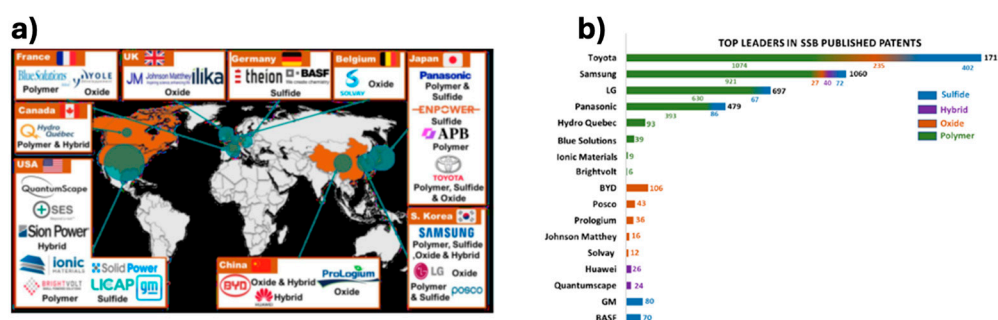 a)
France
BlueSolutions
YOLE
Polymer
Oxide
UK
JM Johnson Matthey
ilika
Oxide
Germany
theion
BASF
We create chemistry
Sulfide
Belgium
SOLVAY
Oxide
Japan
Panasonic
Polymer &
Sulfide
ENPOWER
Sulfide
APB
Polymer
TOYOTA
Polymer, Sulfide
& Oxide
Canada
Hydro
Québec
Polymer & Hybrid
USA
QuantumScape
SES
Sion Power
Hybrid
IONIC
MATERIALS
BRIGHTVOLT
Polymer
Solid Power
LICAP
gm
Sulfide
China
BYD
Oxide & Hybrid
HUAWEI
Hybrid
ProLogium
Oxide
S. Korea
SAMSUNG
Polymer, Sulfide
,Oxide & Hybrid
LG
Oxide
Polymer
& Sulfide
posco
b)
TOP LEADERS IN SSB PUBLISHED PATENTS
Toyota 171
1074 235 402
Samsung 1060
921 27 40 72
LG 697
630 67
Panasonic 479
393 86
Hydro Quebec 93
Blue Solutions 39
Ionic Materials 9
Brightvolt 6
BYD 106
Posco 43
Prologium 36
Johnson Matthey 16
Solvay 12
Huawei 26
Quantumscape 24
GM 80
BASF 70
Sulfide
Hybrid
Oxide
Polymer